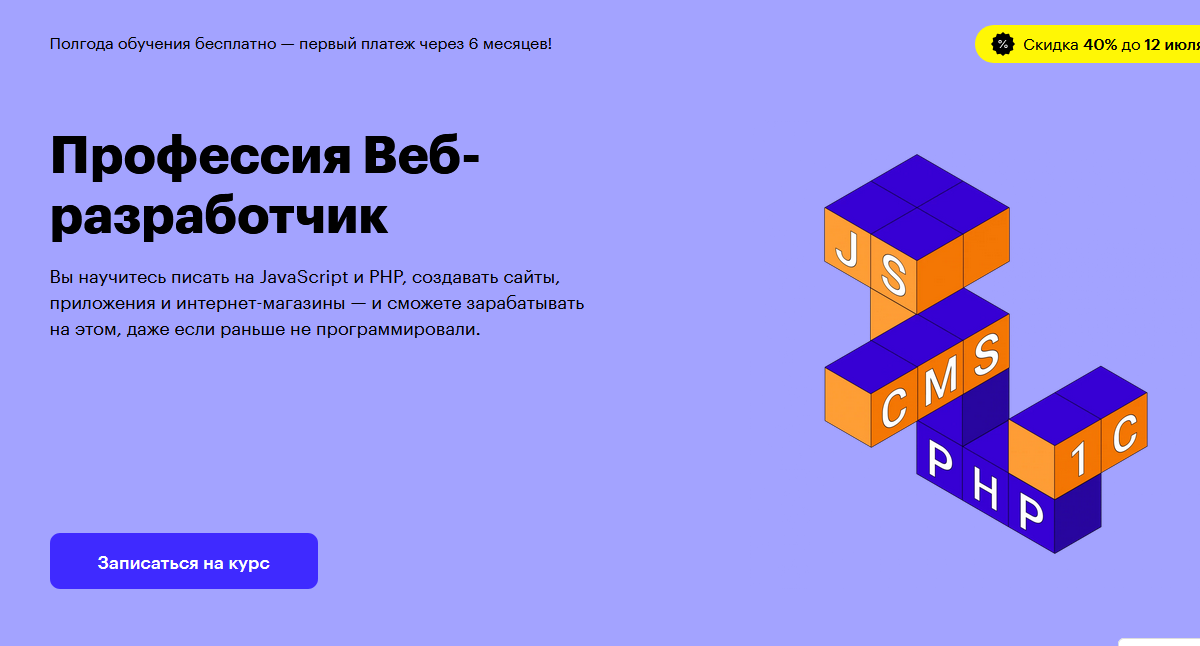 Полгода обучения бесплатно — первый платеж через 6 месяцев!
% Скидка 40% до 12 июля
Профессия Веб-
разработчик
Вы научитесь писать на JavaScript и PHP, создавать сайты,
приложения и интернет-магазины — и сможете зарабатывать
на этом, даже если раньше не программировали.
JS
CMS
1C
PHP
Записаться на курс